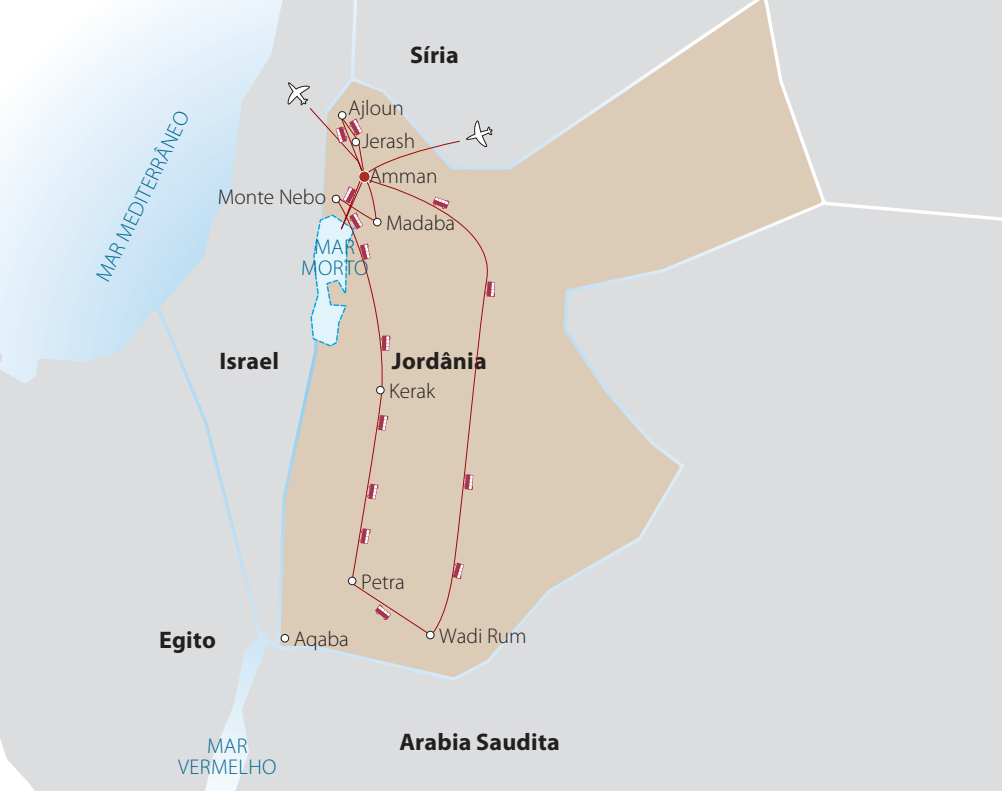 Síria
Ajloun
Jerash
MAR MEDITERRÂNEO
Amman
Monte Nebo
Madaba
MAR
MORTO
Israel
Jordânia
Kerak
Petra
Wadi Rum
Aqaba
Egito
Arabia Saudita
MAR
VERMELHO